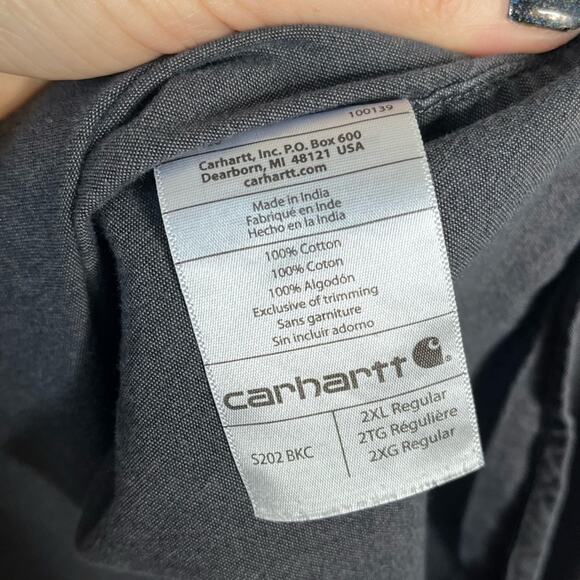 100139
Carhartt, Inc. P.O. Box 600
Dearborn, MI 48121 USA
carhartt.com
Made in India
Fabriqué en Inde
Hecho en la India
100% Cotton
100% Coton
100% Algodón
Exclusive of trimming
Sans garniture
Sin incluir adorno
carhartt
S202 BKC
2XL Regular
2TG Régulière
2XG Regular